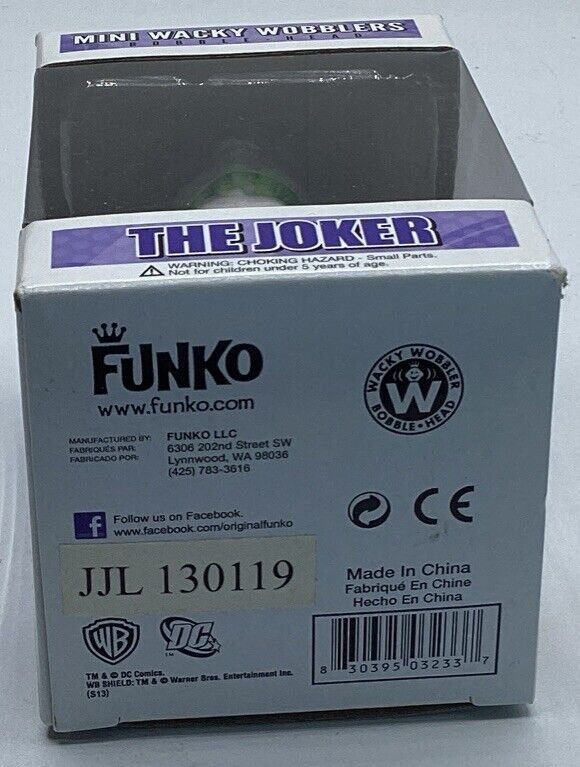 MINI WACKY WOBBLERS
BOBBLE-HEAD
THE JOKER
WARNING: CHOKING HAZARD - Small Parts.
Not for children under 5 years of age.
FUNKO
www.funko.com
WACKY WOBBLER
W
BOBBLE-HEAD
MANUFACTURED BY:
FABRIQUÉS PAR:
FABRICADO POR:
FUNKO LLC
6306 202nd Street SW
Lynnwood, WA 98036
(425) 783-3616
f
Follow us on Facebook.
www.facebook.com/originalfunko
CE
JJL 130119
Made In China
Fabriqué En Chine
Hecho En China
WB
DC
TM
8 30395 03233 7
TM & © DC Comics.
WB SHIELD: TM & © Warner Bros. Entertainment Inc.
(S13)